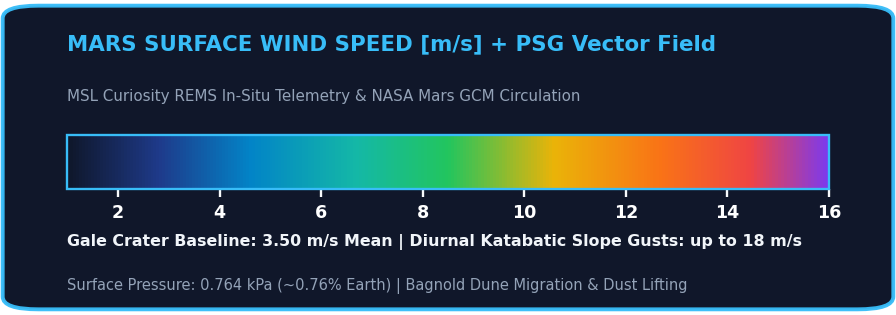 MARS SURFACE WIND SPEED [m/s] + PSG Vector Field
MSL Curiosity REMS In-Situ Telemetry & NASA Mars GCM Circulation
2 4 6 8 10 12 14 16
Gale Crater Baseline: 3.50 m/s Mean | Diurnal Katabatic Slope Gusts: up to 18 m/s
Surface Pressure: 0.764 kPa (~0.76% Earth) | Bagnold Dune Migration & Dust Lifting